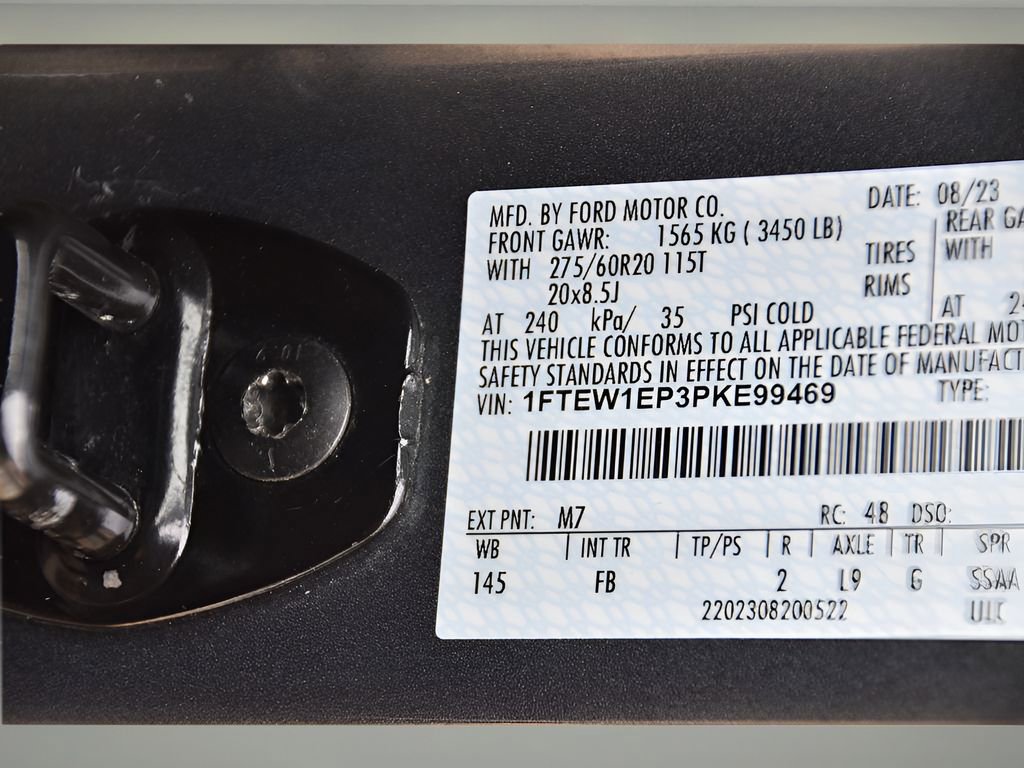 MFD. BY FORD MOTOR CO. DATE: 08/23
FRONT GAWR: 1565 KG ( 3450 LB) REAR
WITH 275/60R20 115T TIRES WITH
20x8.5J RIMS
AT 240 kPa/ 35 PSI COLD AT
THIS VEHICLE CONFORMS TO ALL APPLICABLE FEDERAL
SAFETY STANDARDS IN EFFECT ON THE DATE OF
VIN: 1FTEW1EP3PKE99469 TYPE:
EXT PNT: M7 RC: 48 DSO:
WB INT TR TP/PS R AXLE TR SPR
145 FB 2 L9 G SSAA
2202308200522